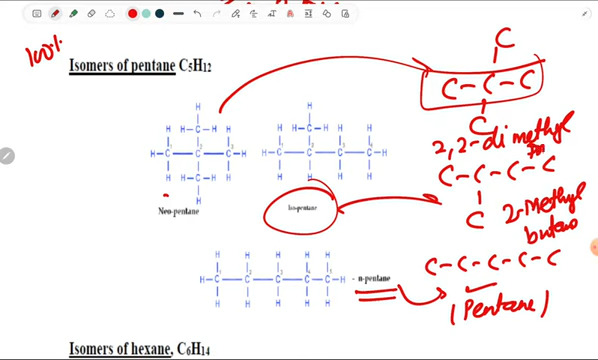 100%
Isomers of pentane C5H12
C
C-C-C
C
2,2-dimethyl
C-C-C-C
C
2-Methyl
H
H-C-H
H H
H-C-C-C-H
H H
H-C-H
H
Neo-pentane
H
H-C-H
H H H
H-C-C-C-C-H
H H H H
Iso-pentane
C-C-C-C-C
(Pentane)
H H H H H
H-C-C-C-C-C-H
H H H H H
- n-pentane
Isomers of hexane, C6H14